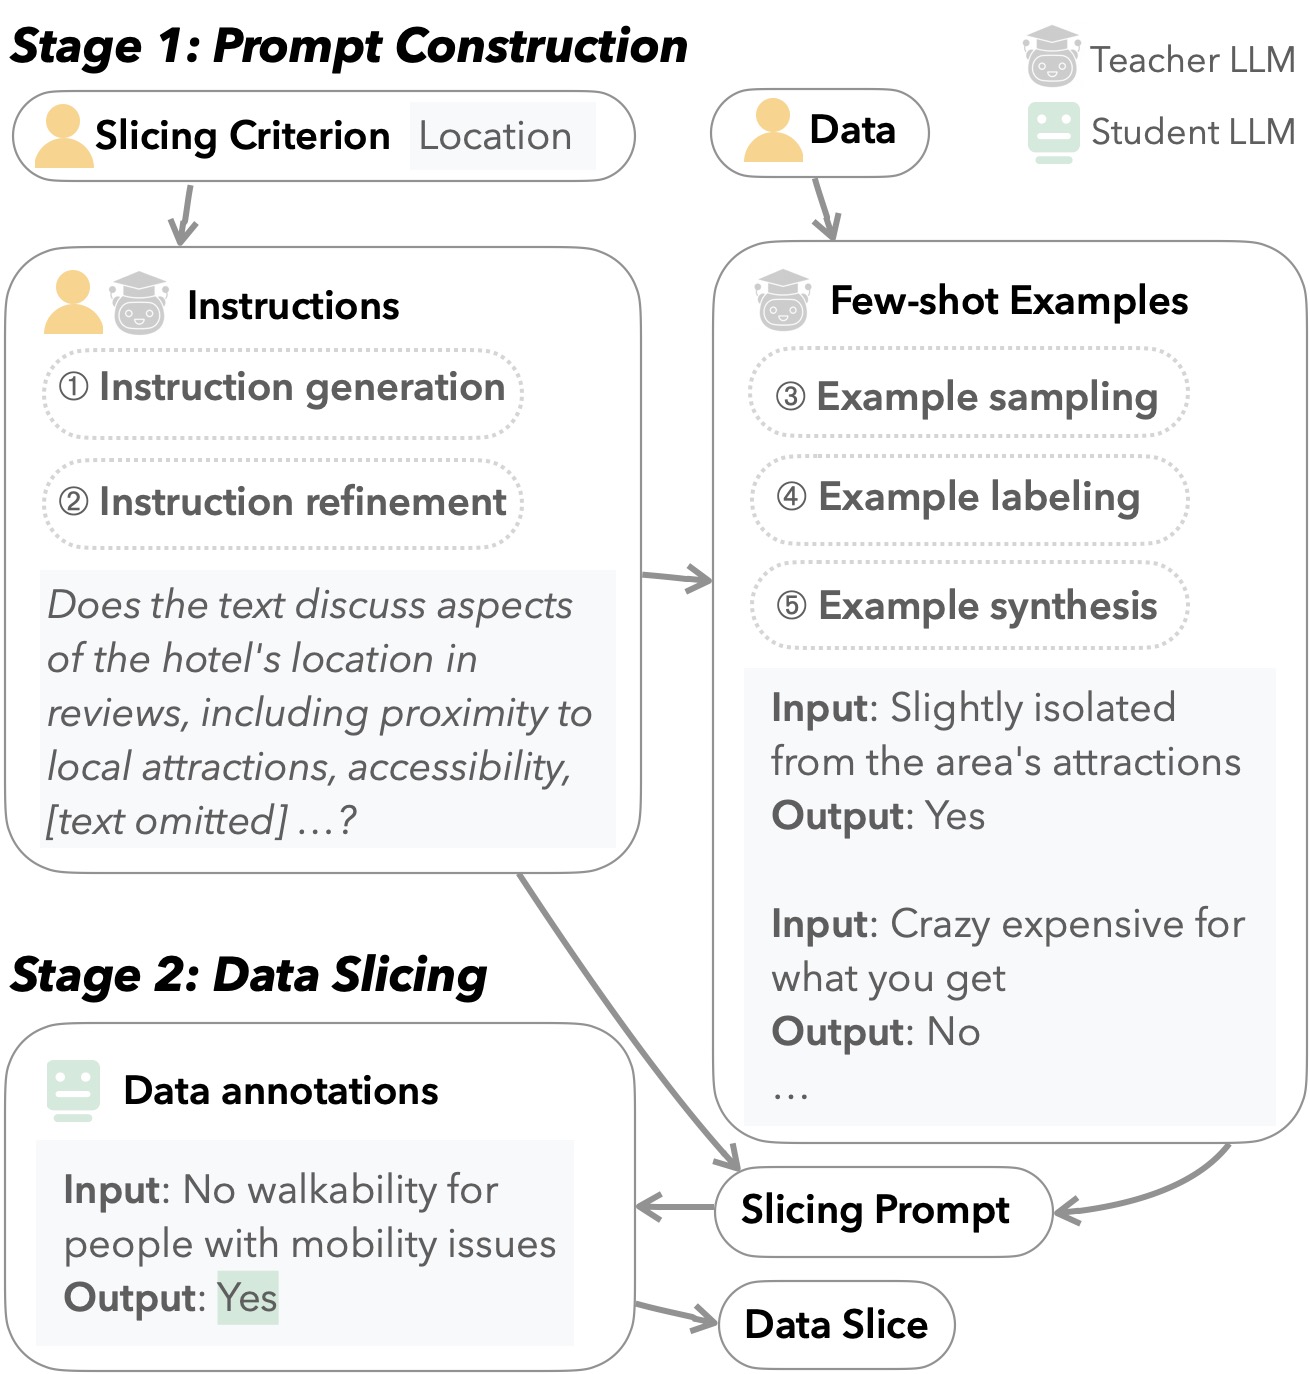 Stage 1: Prompt Construction
Teacher LLM
Student LLM
Slicing Criterion Location
Data
Instructions
① Instruction generation
② Instruction refinement
Does the text discuss aspects
of the hotel's location in
reviews, including proximity to
local attractions, accessibility,
[text omitted] ...?
Few-shot Examples
③ Example sampling
④ Example labeling
⑤ Example synthesis
Input: Slightly isolated
from the area's attractions
Output: Yes
Input: Crazy expensive for
what you get
Output: No
...
Stage 2: Data Slicing
Data annotations
Input: No walkability for
people with mobility issues
Output: Yes
Slicing Prompt
Data Slice